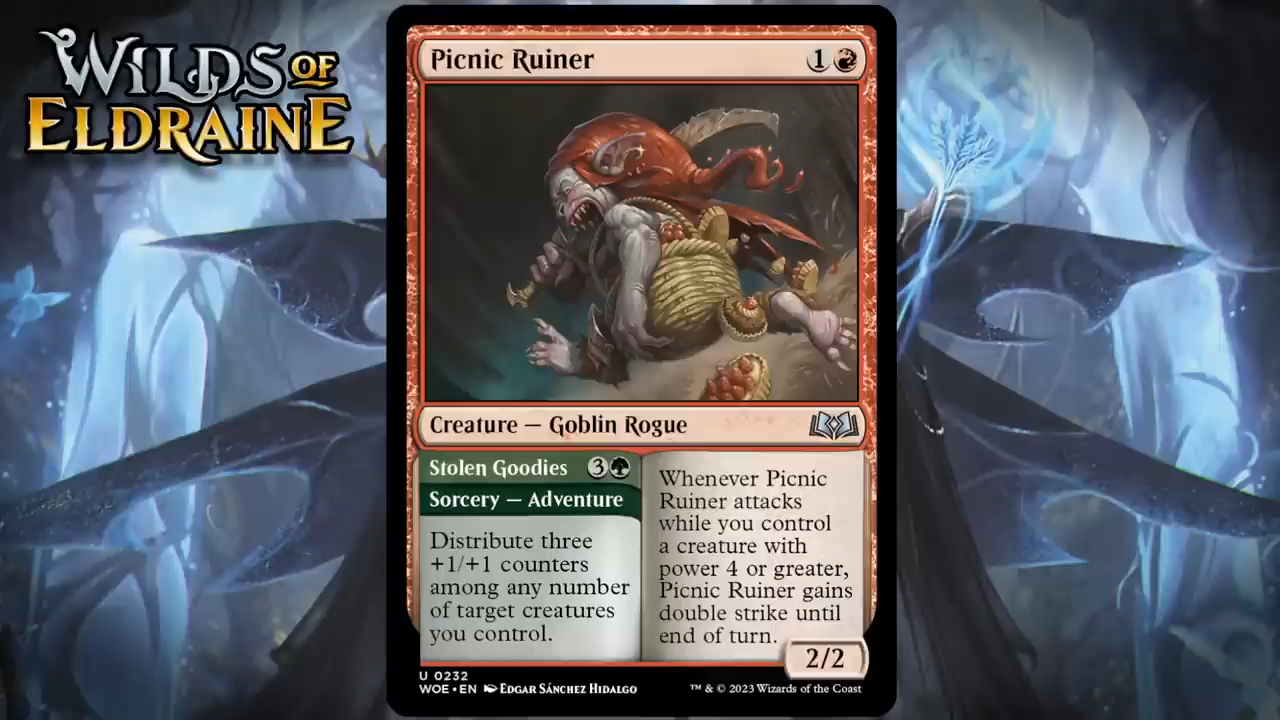 WILDS OF
ELDRAINE
Picnic Ruiner 1
Creature — Goblin Rogue
Stolen Goodies 3
Sorcery — Adventure
Distribute three
+1/+1 counters
among any number
of target creatures
you control.
Whenever Picnic
Ruiner attacks
while you control
a creature with
power 4 or greater,
Picnic Ruiner gains
double strike until
end of turn.
2/2
U 0232
WOE • EN Edgar Sánchez Hidalgo
™ & © 2023 Wizards of the Coast